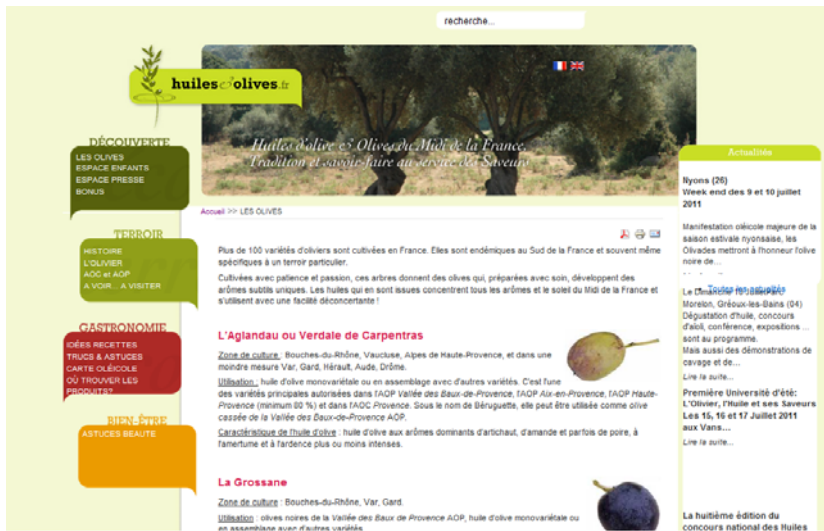 recherche...
huiles & olives.fr
Huiles d'olive & Olives du Midi de la France,
Tradition et savoir-faire au service des Saveurs
DÉCOUVERTE
LES OLIVES
ESPACE ENFANTS
ESPACE PRESSE
BONUS
TERROIR
HISTOIRE
L'OLIVIER
AOC et AOP
A VOIR... A VISITER
GASTRONOMIE
IDÉES RECETTES
TRUCS & ASTUCES
CARTE OLÉICOLE
OÙ TROUVER LES
PRODUITS?
BIEN-ÊTRE
ASTUCES BEAUTE
Accueil >> LES OLIVES
Plus de 100 variétés d'oliviers sont cultivées en France. Elles sont endémiques au Sud de la France et souvent même
spécifiques à un terroir particulier.
Cultivées avec patience et passion, ces arbres donnent des olives qui, préparées avec soin, développent des
arômes subtils uniques. Les huiles qui en sont issues concentrent tous les arômes et le soleil du Midi de la France et
s'utilisent avec une facilité déconcertante !
L'Aglandau ou Verdale de Carpentras
Zone de culture : Bouches-du-Rhône, Vaucluse, Alpes de Haute-Provence, et dans une
moindre mesure Var, Gard, Hérault, Aude, Drôme.
Utilisation : huile d'olive monovariétale ou en assemblage avec d'autres variétés. C'est l'une
des variétés principales autorisées dans l'AOP Vallée des Baux-de-Provence, l'AOP Aix-en-Provence, l'AOP Haute-
Provence (minimum 80 %) et dans l'AOC Provence. Sous le nom de Béruguette, elle peut être utilisée comme olive
cassée de la Vallée des Baux-de-Provence AOP.
Caractéristique de l'huile d'olive : huile d'olive aux arômes dominants d'artichaut, d'amande et parfois de poire, à
l'amertume et à l'ardence plus ou moins intenses.
La Grossane
Zone de culture : Bouches-du-Rhône, Var, Gard.
Utilisation : olives noires de la Vallée des Baux de Provence AOP, huile d'olive monovariétale ou
en assemblage avec d'autres variétés.
Actualités
Nyons (26)
Week end des 9 et 10 juillet
2011
Manifestation oléicole majeure de la
saison estivale nyonsaise, les
Olivades mettront à l'honneur l'olive
noire de...
Toutes les actualités
Le Dimanche 10 Juillet
Morelon, Gréoux-les-Bains (04)
Dégustation d'huile, concours
d'aïoli, conférence, expositions ...
sont au programme.
Mais aussi des démonstrations de
cavage et de...
Lire la suite...
Première Université d'été:
L'Olivier, l'Huile et ses Saveurs
Les 15, 16 et 17 Juillet 2011
aux Vans...
Lire la suite...
La huitième édition du
concours national des Huiles